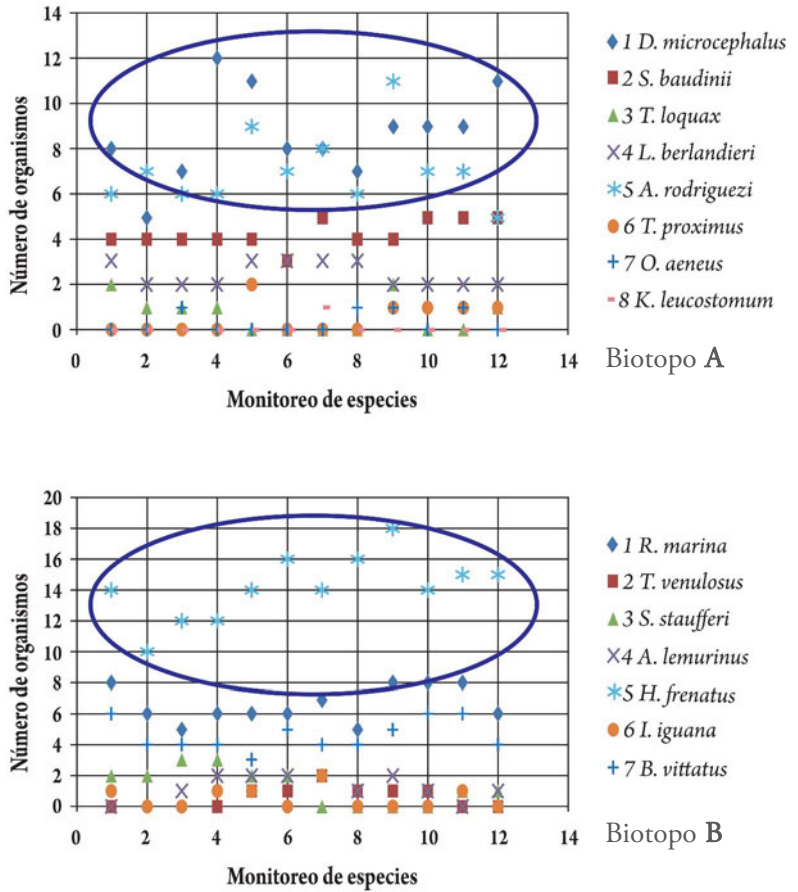 14
12
10
8
6
4
2
0
Número de organismos
0 2 4 6 8 10 12 14
Monitoreo de especies
1 D. microcephalus
2 S. baudinii
3 T. loquax
4 L. berlandieri
5 A. rodriguezi
6 T. proximus
7 O. aeneus
8 K. leucostomum
Biotopo A
20
18
16
14
12
10
8
6
4
2
0
Número de organismos
0 2 4 6 8 10 12 14
Monitoreo de especies
1 R. marina
2 T. venulosus
3 S. staufferi
4 A. lemurinus
5 H. frenatus
6 I. iguana
7 B. vittatus
Biotopo B